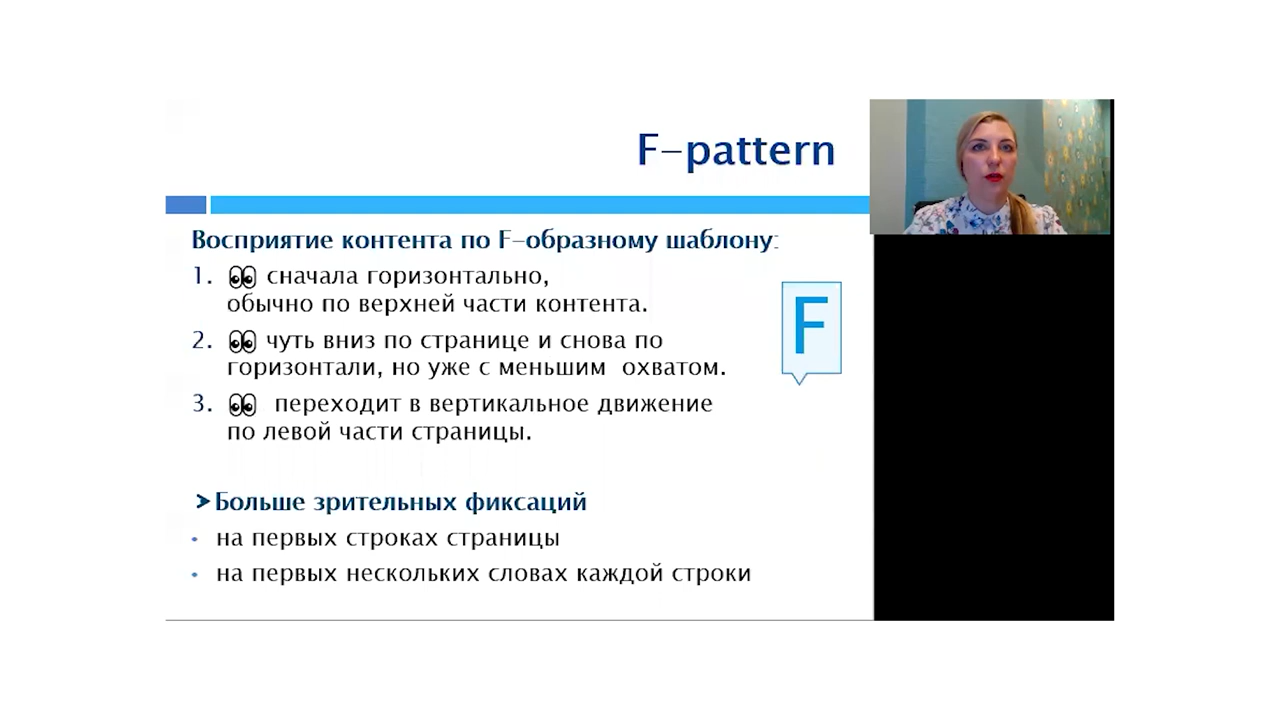 F-pattern
Восприятие контента по F-образному шаблону:
1. 👀 сначала горизонтально,
обычно по верхней части контента.
2. 👀 чуть вниз по странице и снова по
горизонтали, но уже с меньшим охватом.
3. 👀 переходит в вертикальное движение
по левой части страницы.
F
➤Больше зрительных фиксаций
• на первых строках страницы
• на первых нескольких словах каждой строки